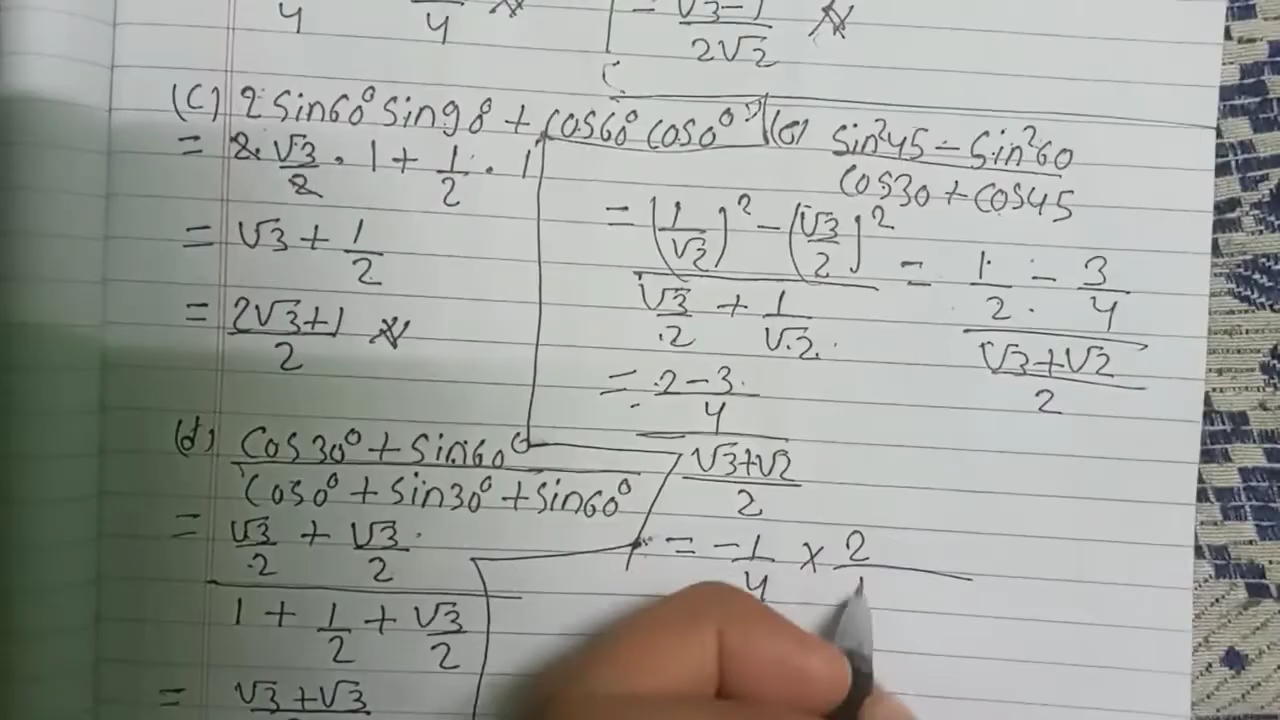 4
4
√3-1
2√2
(c) 2 sin60° sin90 + cos60° cos0°
= 2. √3/2 . 1 + 1/2 . 1
= √3 + 1/2
= 2√3+1/2
(d) cos30° + sin60°
cos0° + sin30° + sin60°
= √3/2 + √3/2
1 + 1/2 + √3/2
= √3+√3
sin²45 - sin²60
cos30 + cos45
= (1/√2)² - (√3/2)² = 1/2 - 3/4
√3/2 + 1/√2
√3+√2
2
= 2-3/4
√3+√2
2
= -1/4 × 2